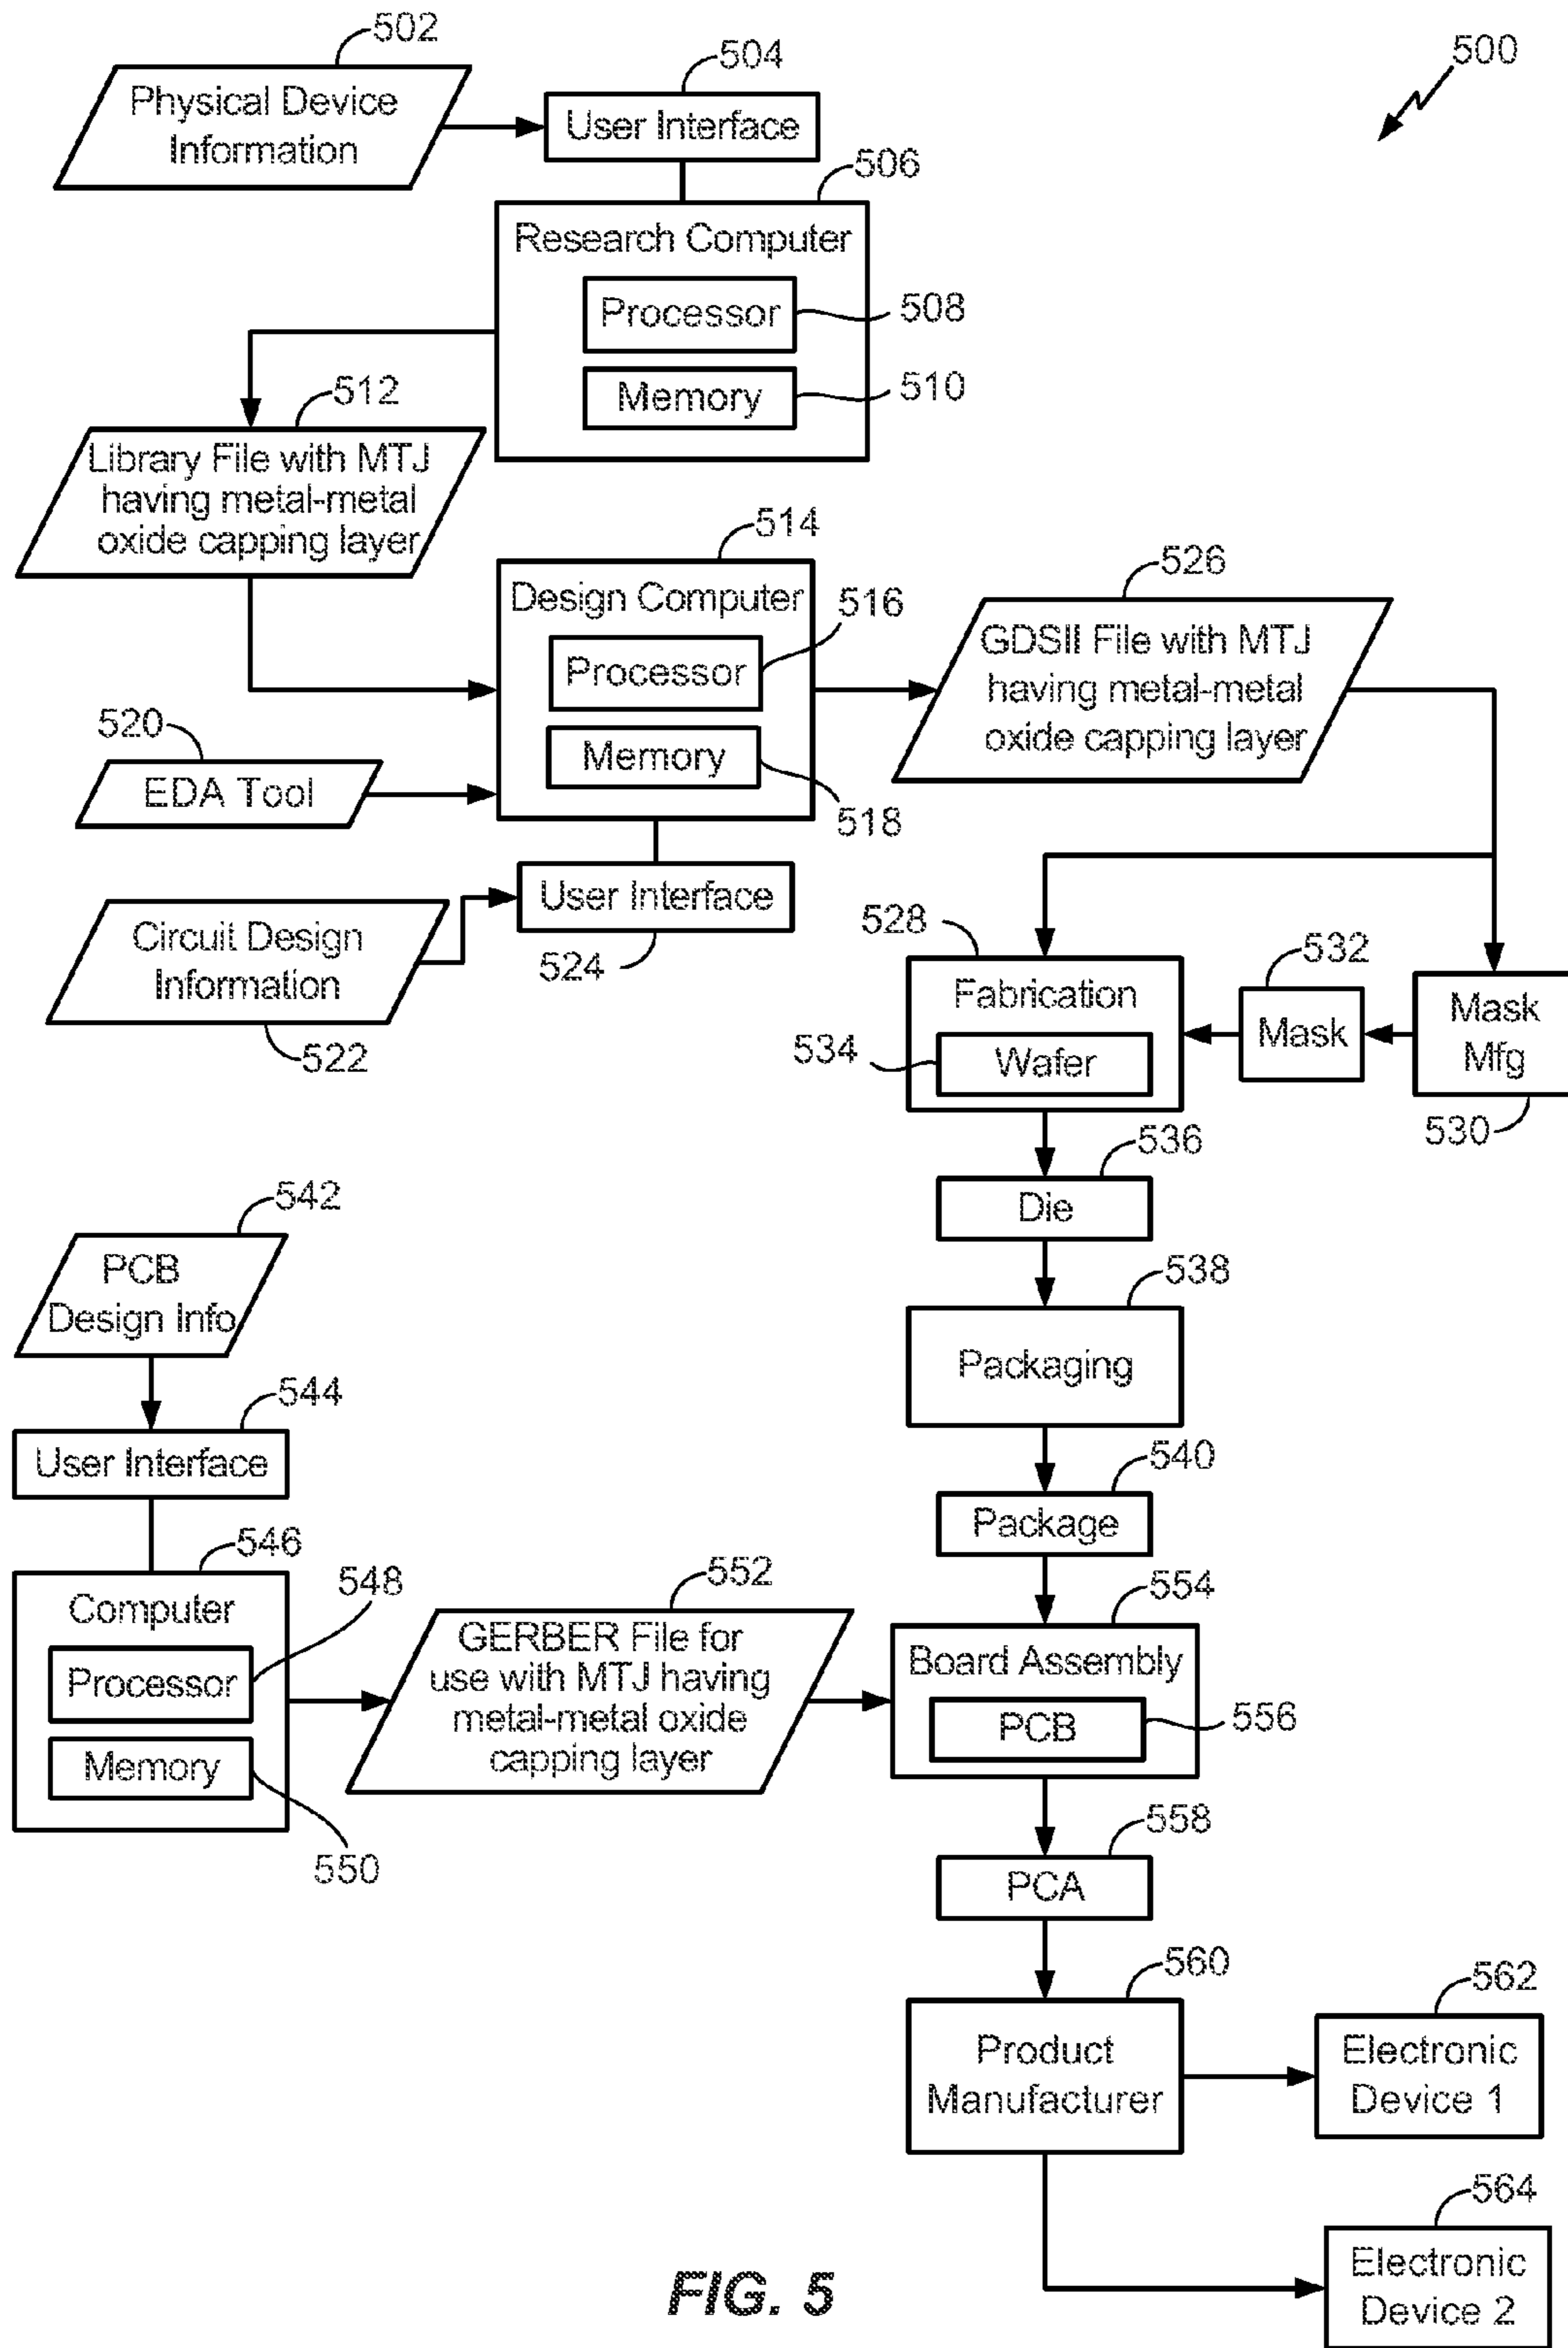 502
Physical Device
Information
504
User Interface
500
506
Research Computer
Processor
508
Memory
510
512
Library File with MTJ
having metal-metal
oxide capping layer
514
Design Computer
516
Processor
Memory
518
520
EDA Tool
526
GDSII File with MTJ
having metal-metal
oxide capping layer
User Interface
524
Circuit Design
Information
522
528
Fabrication
534
Wafer
532
Mask
Mask
Mfg
530
536
Die
538
Packaging
540
Package
542
PCB
Design Info
544
User Interface
546
Computer
548
Processor
Memory
550
552
GERBER File for
use with MTJ having
metal-metal oxide
capping layer
554
Board Assembly
PCB
556
558
PCA
560
Product
Manufacturer
562
Electronic
Device 1
564
Electronic
Device 2
FIG. 5